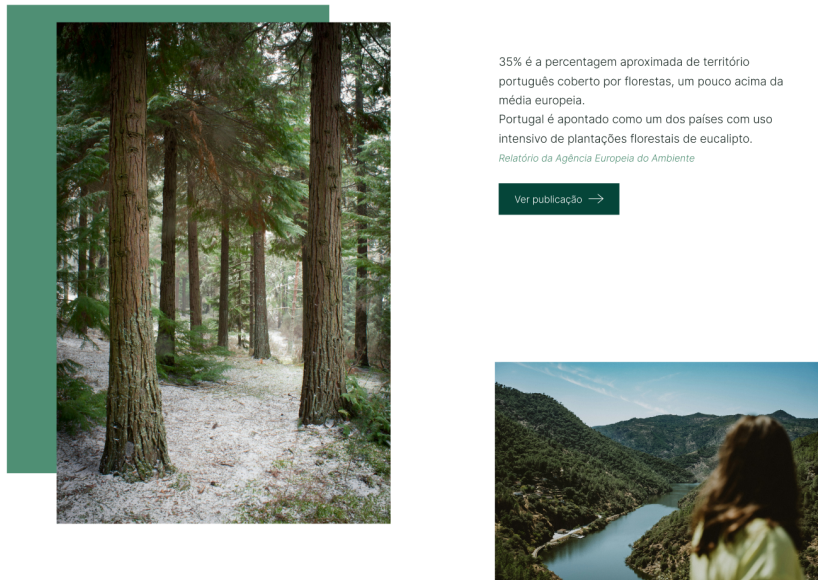 35% é a percentagem aproximada de território
português coberto por florestas, um pouco acima da
média europeia.
Portugal é apontado como um dos países com uso
intensivo de plantações florestais de eucalipto.
Relatório da Agência Europeia do Ambiente
Ver publicação